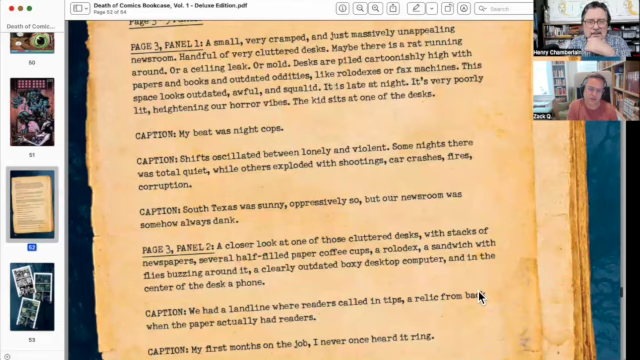 Death of Comics Bookcase, Vol. 1 - Deluxe Edition.pdf
Page 52 of 64
Death of Comic...
50
51
52
53
Henry Chamberlain
Zack Q.
PAGE 3, PANEL 1: A small, very cramped, and just massively unappealing
newsroom. Handful of very cluttered desks. Maybe there is a rat running
around. Or a ceiling leak. Or mold. Desks are piled cartoonishly high with
papers and books and outdated oddities, like rolodexes or fax machines. This
space looks outdated, awful, and squalid. It is late at night. It's very poorly
lit, heightening our horror vibes. The kid sits at one of the desks.
CAPTION: My beat was night cops.
CAPTION: Shifts oscillated between lonely and violent. Some nights there
was total quiet, while others exploded with shootings, car crashes, fires,
corruption.
CAPTION: South Texas was sunny, oppressively so, but our newsroom was
somehow always dank.
PAGE 3, PANEL 2: A closer look at one of those cluttered desks, with stacks of
newspapers, several half-filled paper coffee cups, a rolodex, a sandwich with
flies buzzing around it, a clearly outdated boxy desktop computer, and in the
center of the desk a phone.
CAPTION: We had a landline where readers called in tips, a relic from back
when the paper actually had readers.
CAPTION: My first months on the job, I never once heard it ring.